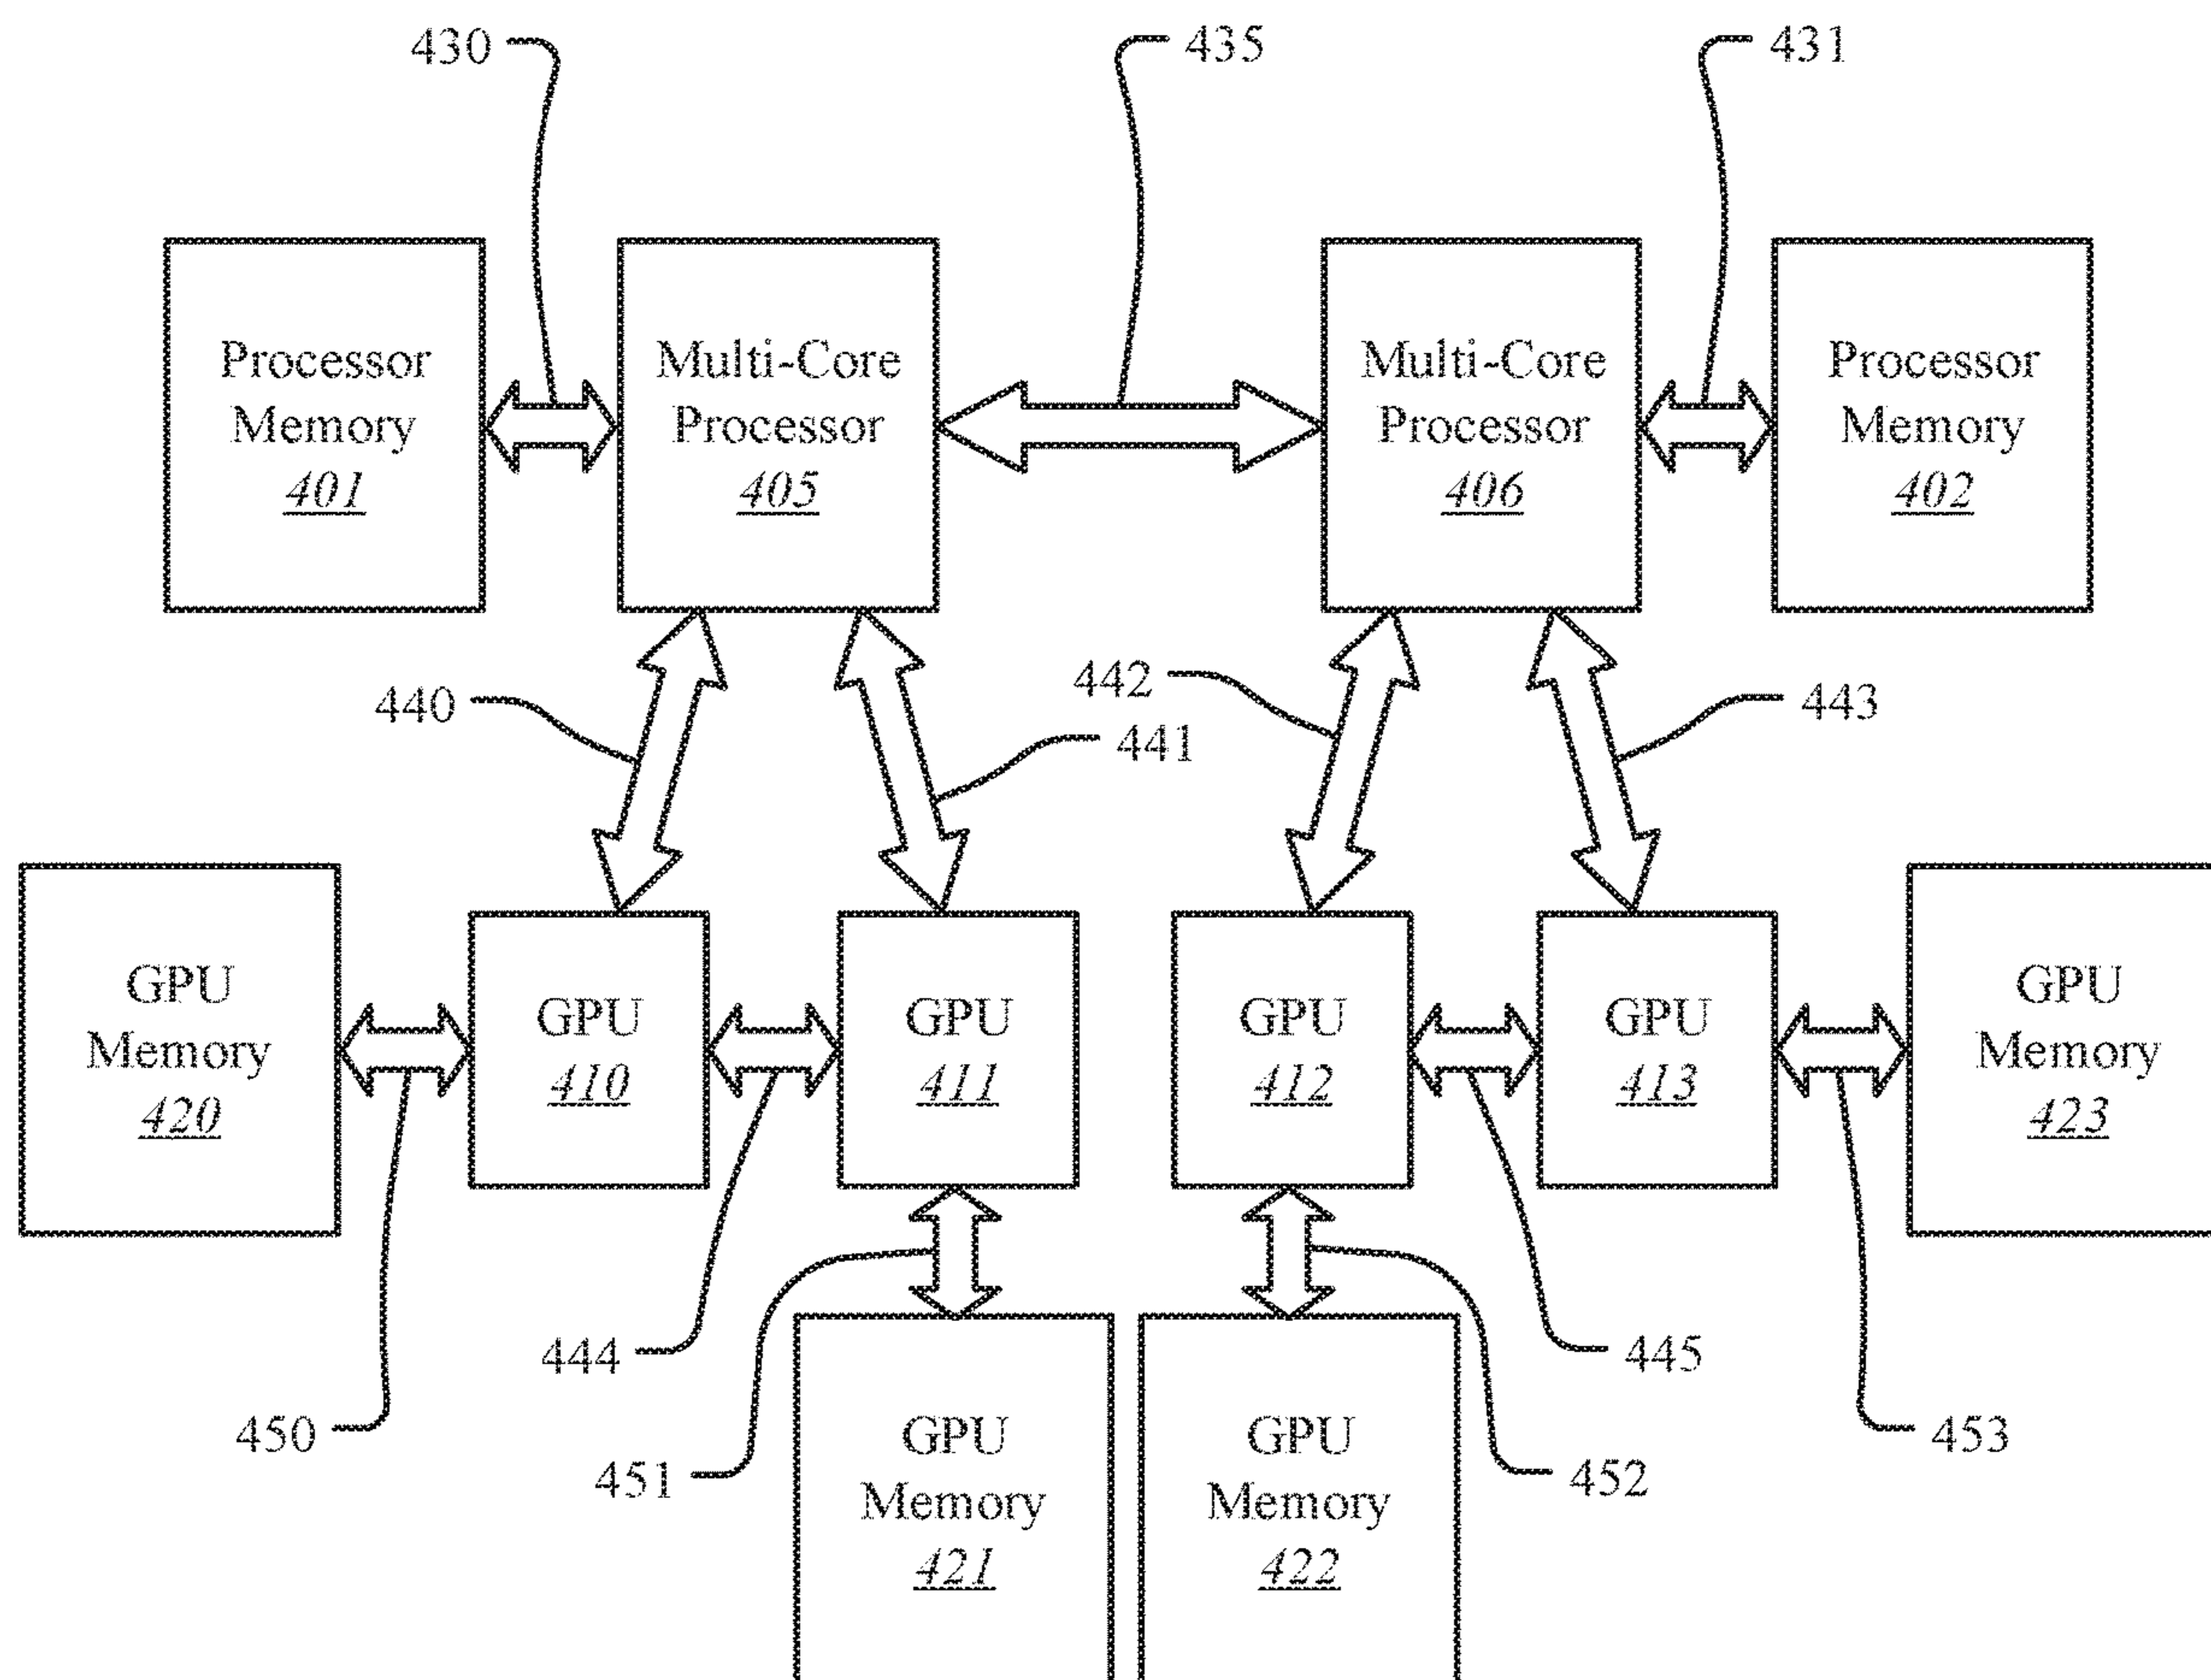 430
435
431
Processor
Memory
401
Multi-Core
Processor
405
Multi-Core
Processor
406
Processor
Memory
402
440
441
442
443
GPU
Memory
420
GPU
410
GPU
411
GPU
412
GPU
413
GPU
Memory
423
450
444
451
GPU
Memory
421
GPU
Memory
422
452
445
453